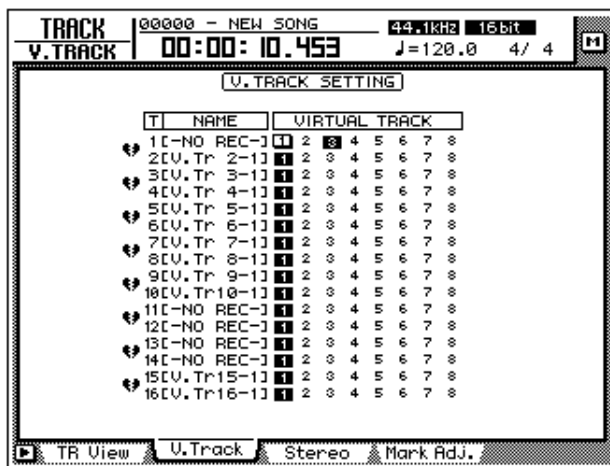 TRACK 00000 - NEW SONG 44.1kHz 16bit M
V.TRACK 00:00:10.453 ♩=120.0 4/ 4
V.TRACK SETTING
T NAME VIRTUAL TRACK
1[-NO REC-] 1 2 3 4 5 6 7 8
2[V.Tr 2-1] 1 2 3 4 5 6 7 8
3[V.Tr 3-1] 1 2 3 4 5 6 7 8
4[V.Tr 4-1] 1 2 3 4 5 6 7 8
5[V.Tr 5-1] 1 2 3 4 5 6 7 8
6[V.Tr 6-1] 1 2 3 4 5 6 7 8
7[V.Tr 7-1] 1 2 3 4 5 6 7 8
8[V.Tr 8-1] 1 2 3 4 5 6 7 8
9[V.Tr 9-1] 1 2 3 4 5 6 7 8
10[V.Tr10-1] 1 2 3 4 5 6 7 8
11[-NO REC-] 1 2 3 4 5 6 7 8
12[-NO REC-] 1 2 3 4 5 6 7 8
13[-NO REC-] 1 2 3 4 5 6 7 8
14[-NO REC-] 1 2 3 4 5 6 7 8
15[V.Tr15-1] 1 2 3 4 5 6 7 8
16[V.Tr16-1] 1 2 3 4 5 6 7 8
TR View V.Track Stereo Mark Adj.